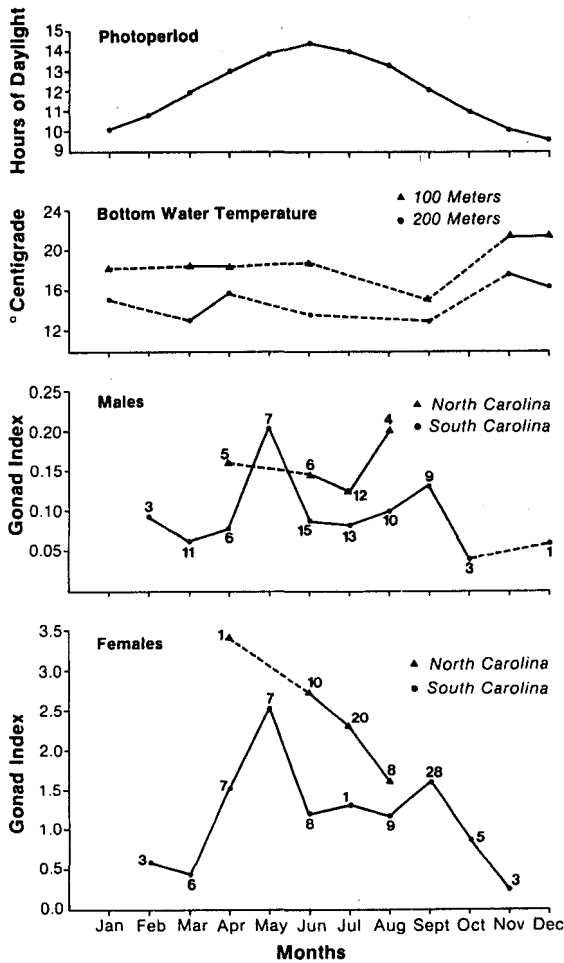 Photoperiod
Hours of Daylight
15
14
13
12
11
10
9
Bottom Water Temperature
▲ 100 Meters
● 200 Meters
° Centigrade
24
20
16
12
Males
▲ North Carolina
● South Carolina
Gonad Index
0.25
0.20
0.15
0.10
0.05
5 6 12 4
3 11 6 7 15 13 10 9 3 1
Females
▲ North Carolina
● South Carolina
Gonad Index
3.5
3.0
2.5
2.0
1.5
1.0
0.5
0.0
1 10 20 8
3 6 7 7 8 1 9 28 5 3
Jan Feb Mar Apr May Jun Jul Aug Sept Oct Nov Dec
Months